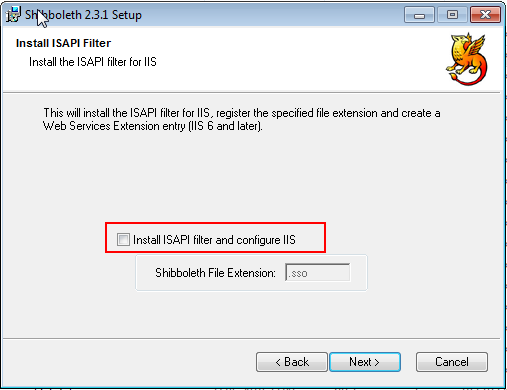 Shibboleth 2.3.1 Setup
Install ISAPI Filter
Install the ISAPI filter for IIS
This will install the ISAPI filter for IIS, register the specified file extension and create a
Web Services Extension entry (IIS 6 and later).
Install ISAPI filter and configure IIS
Shibboleth File Extension: .sso
< Back Next > Cancel